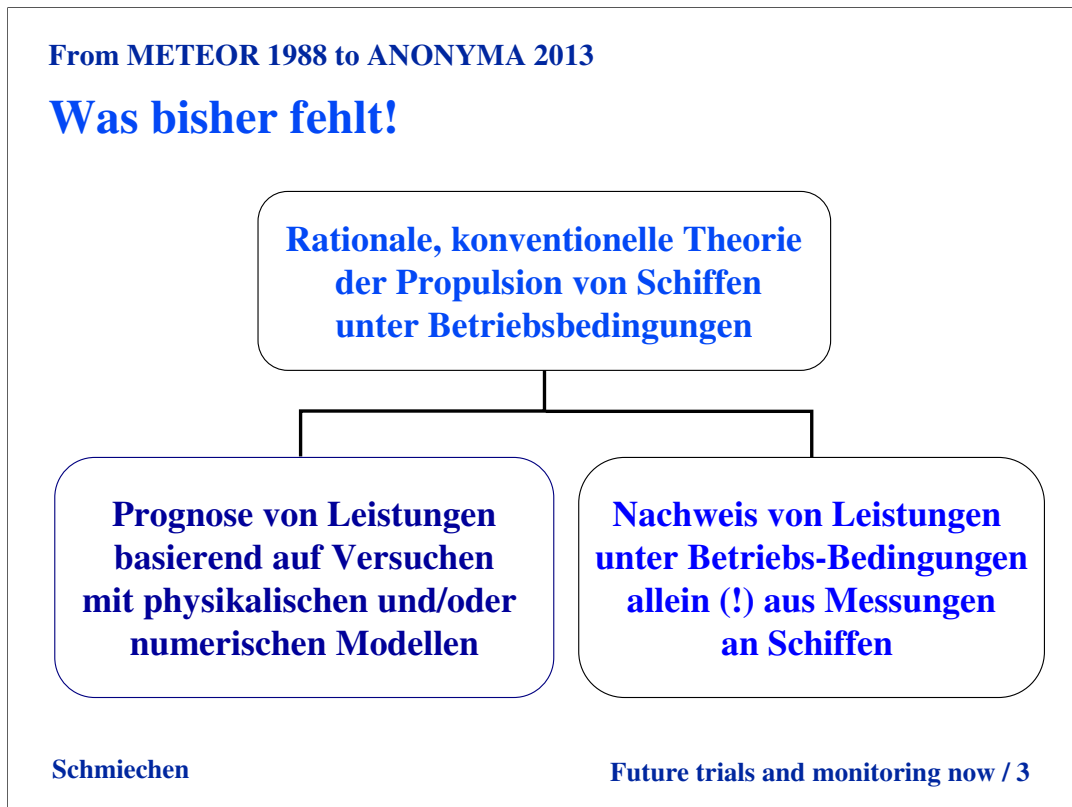 From METEOR 1988 to ANONYMA 2013
Was bisher fehlt!
Rationale, konventionelle Theorie
der Propulsion von Schiffen
unter Betriebsbedingungen
Prognose von Leistungen
basierend auf Versuchen
mit physikalischen und/oder
numerischen Modellen
Nachweis von Leistungen
unter Betriebs-Bedingungen
allein (!) aus Messungen
an Schiffen
Schmiechen
Future trials and monitoring now / 3